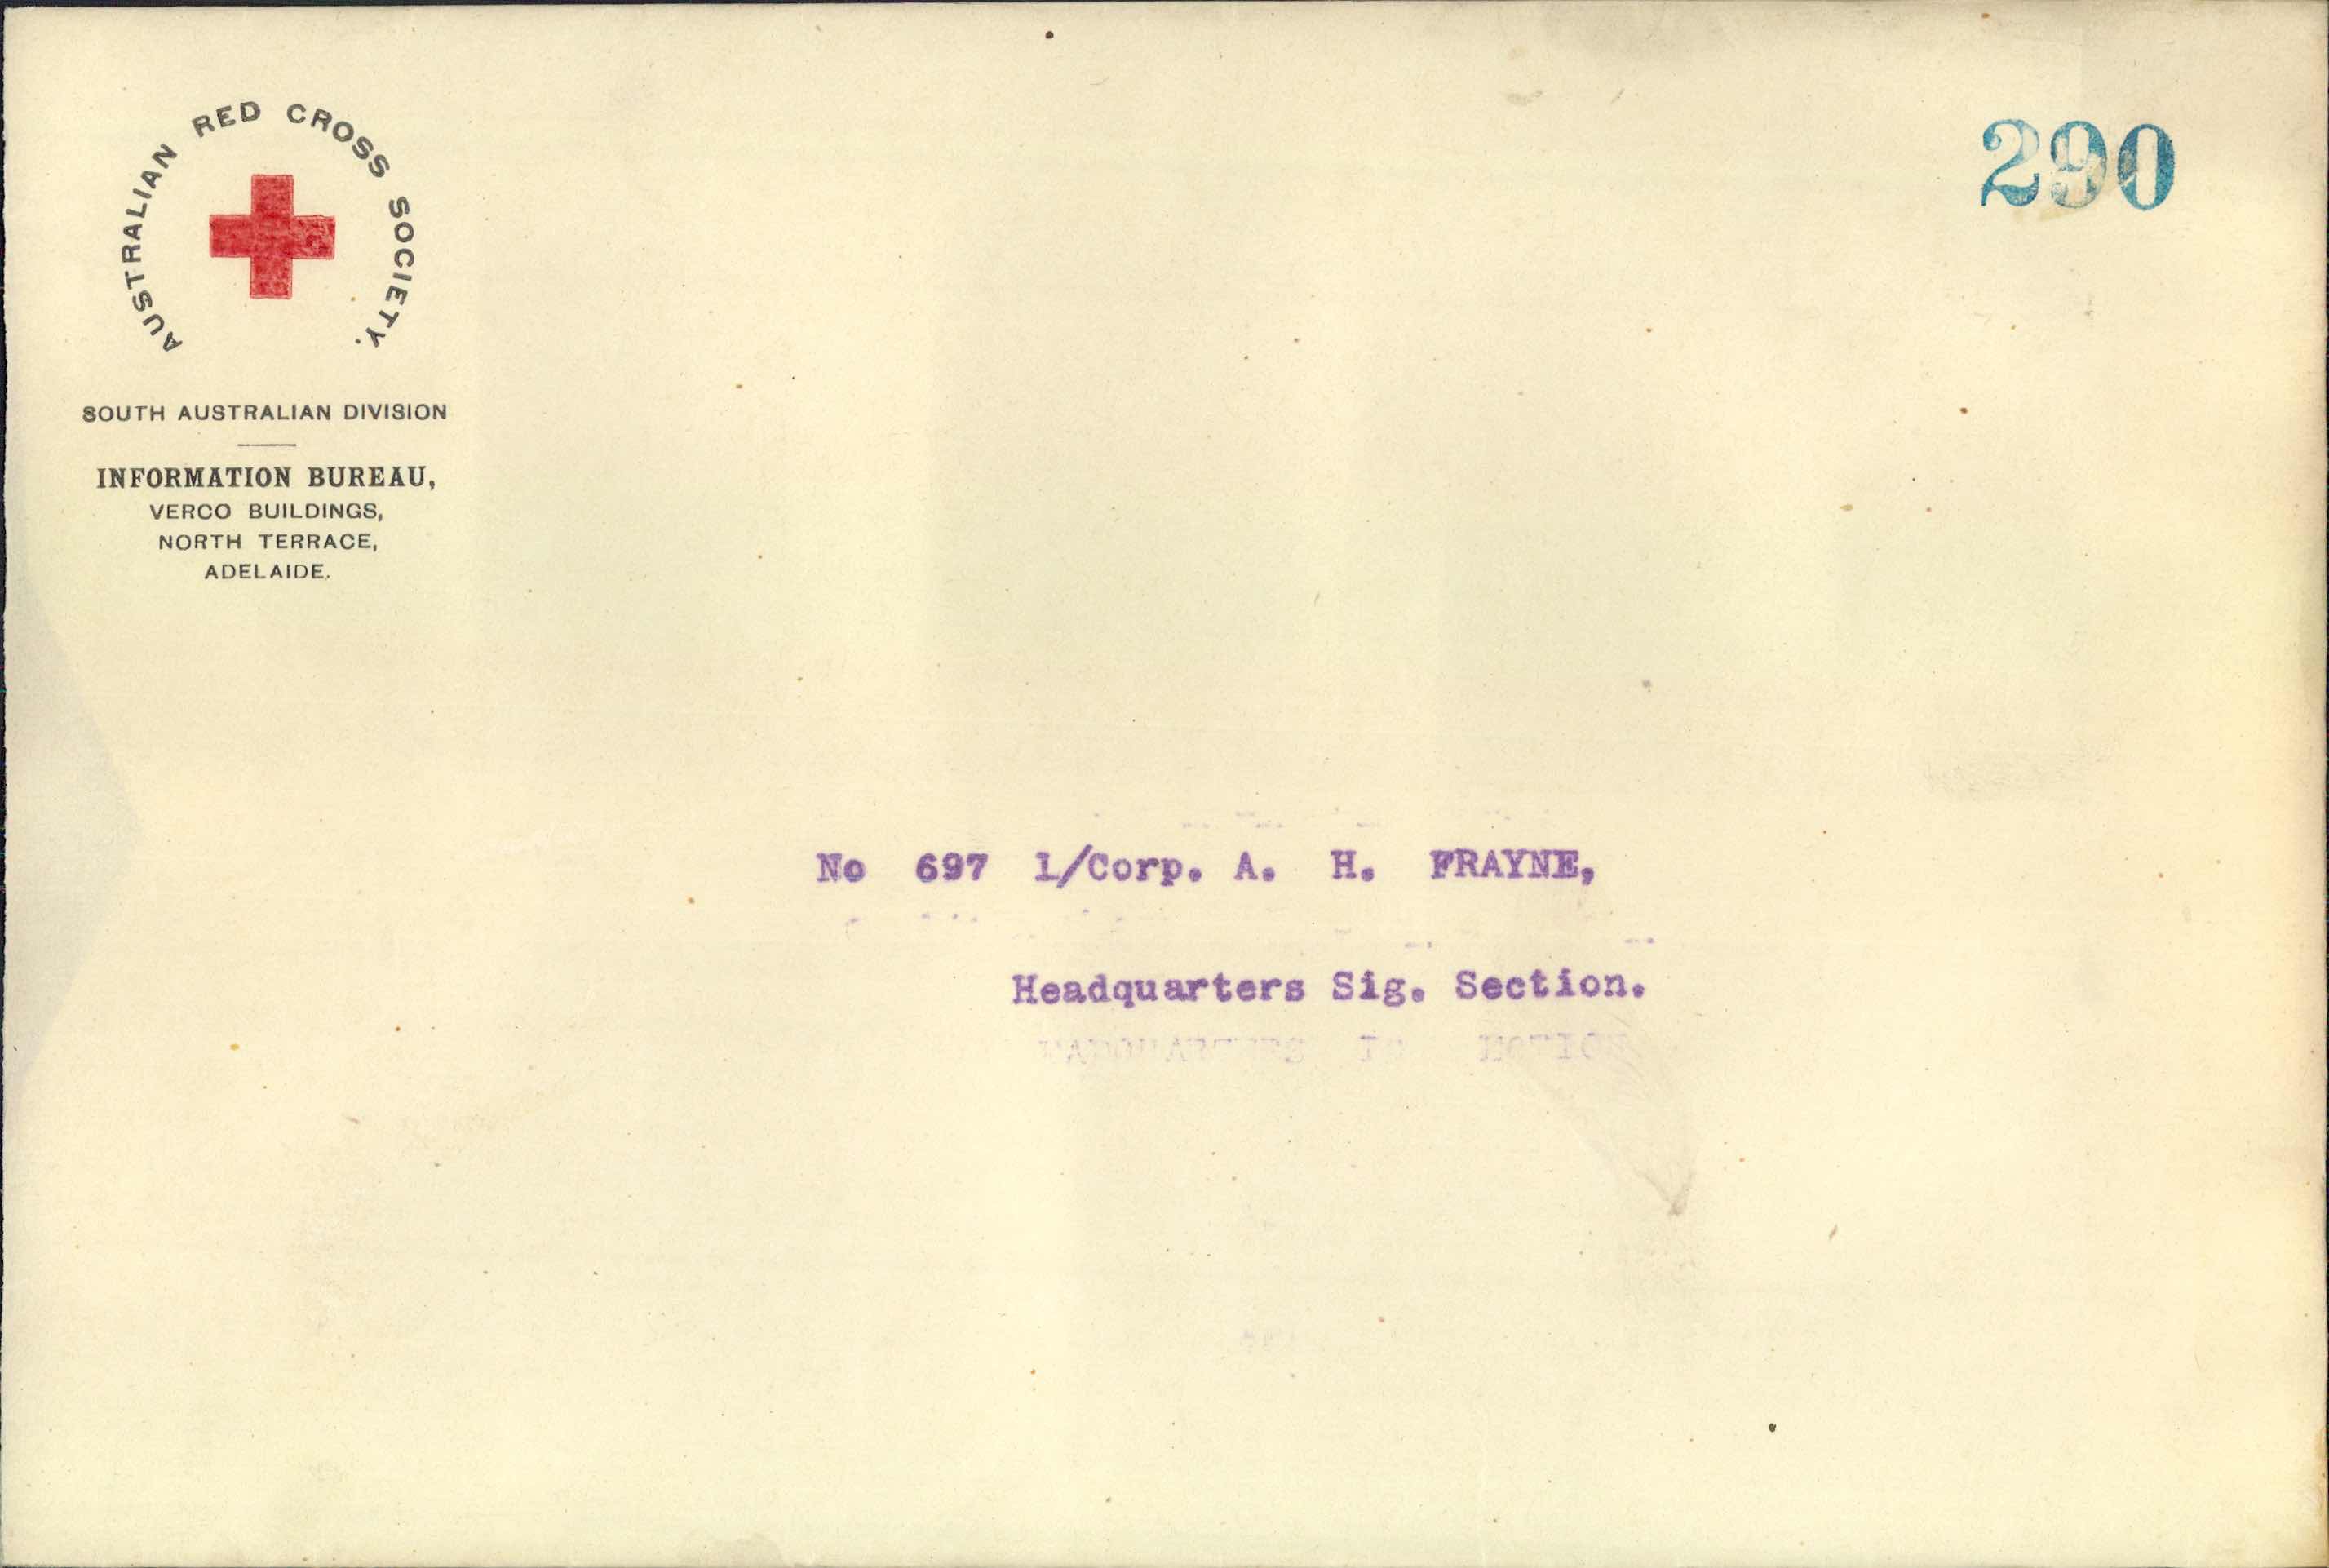 AUSTRALIAN RED CROSS SOCIETY.
290
SOUTH AUSTRALIAN DIVISION
INFORMATION BUREAU,
VERCO BUILDINGS,
NORTH TERRACE,
ADELAIDE.
No 697 l/Corp. A. H. FRAYNE,
Headquarters Sig. Section.